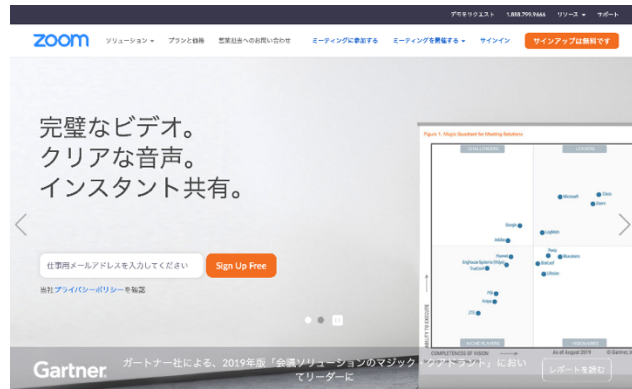 デモをリクエスト 1.888.799.9666 リソース サポート
zoom ソリューション プランと価格 営業担当へのお問い合わせ ミーティングに参加する ミーティングを開催する サインイン サインアップは無料です
完璧なビデオ。
クリアな音声。
インスタント共有。
仕事用メールアドレスを入力してください Sign Up Free
当社プライバシーポリシーを確認
Figure 1. Magic Quadrant for Meeting Solutions
CHALLENGERS LEADERS
Microsoft Cisco
Zoom
Google
LogMeIn
Adobe
Huawei Pexip BlueJeans
Enghouse Systems (Vidyo) StarLeaf
TrueConf Lifesize
PGi
Avaya
ZTE
ABILITY TO EXECUTE
NICHE PLAYERS VISIONARIES
COMPLETENESS OF VISION As of August 2019 © Gartner,
Gartner ガートナー社による、2019年版「会議ソリューションのマジック・クアドラント」におい
てリーダーに
レポートを読む